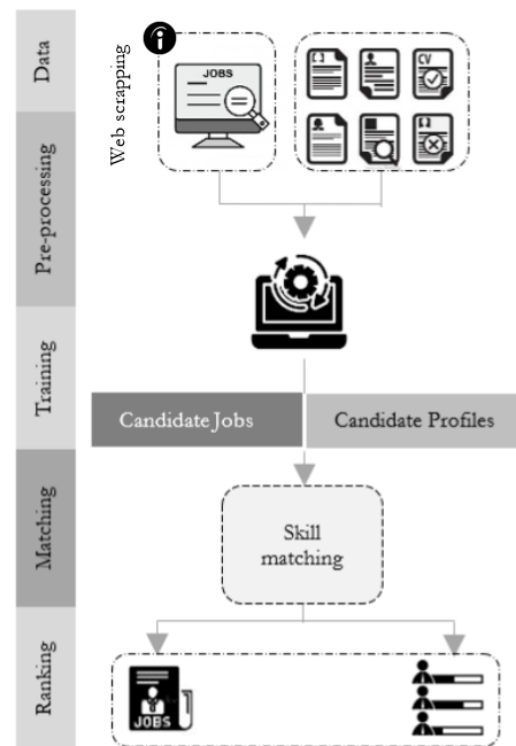 Data
Web scrapping
i
JOBS
CV
Pre-processing
Training
Candidate Jobs
Candidate Profiles
Matching
Skill
matching
Ranking
JOBS